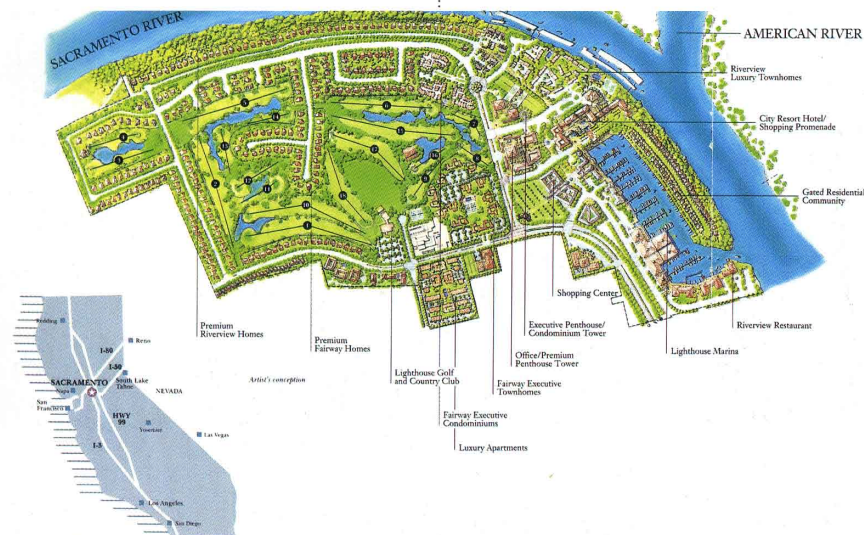 SACRAMENTO RIVER
AMERICAN RIVER
Riverview
Luxury Townhomes
City Resort Hotel/
Shopping Promenade
Gated Residential
Community
Shopping Center
Executive Penthouse/
Condominium Tower
Riverview Restaurant
Lighthouse Marina
Office/Premium
Penthouse Tower
Fairway Executive
Townhomes
Premium
Riverview Homes
Premium
Fairway Homes
Lighthouse Golf
and Country Club
Fairway Executive
Condominiums
Luxury Apartments
Artist's conception
Redding
Reno
I-80
I-50
SACRAMENTO
South Lake
Tahoe
NEVADA
Napa
San
Francisco
HWY
99
Yosemite
Las Vegas
I-5
Los Angeles
San Diego